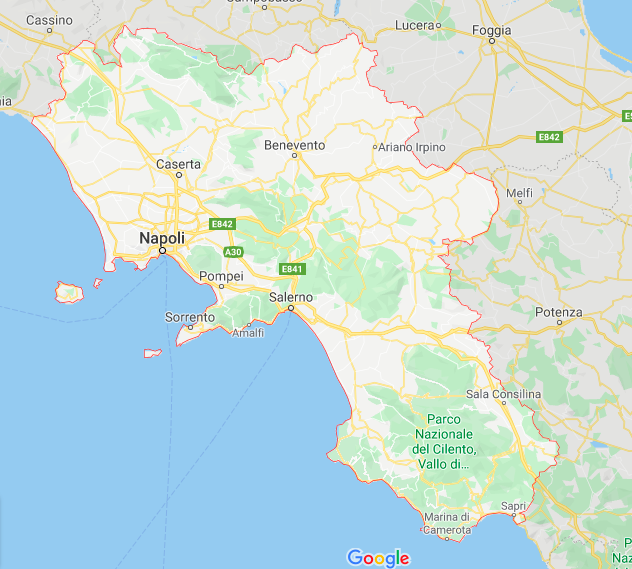 Cassino
Lucera
Foggia
E842
Benevento
Ariano Irpino
Caserta
Melfi
E842
Napoli
A30
E841
Pompei
Salerno
Sorrento
Amalfi
Potenza
Sala Consilina
Parco
Nazionale
del Cilento,
Vallo di...
Sapri
Marina di
Camerota
Google